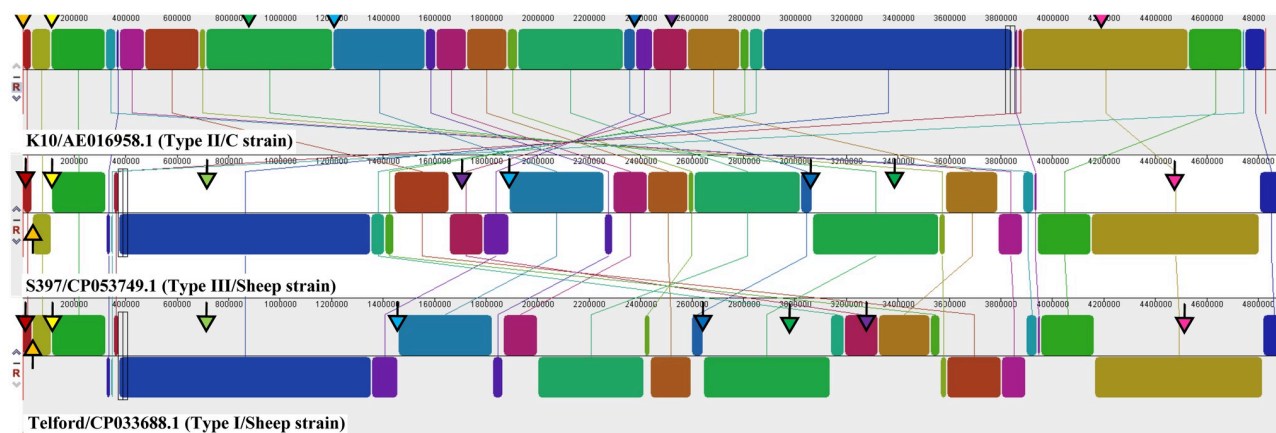 200000 400000 600000 800000 1000000 1200000 1400000 1600000 1800000 2000000 2200000 2400000 2600000 2800000 3000000 3200000 3400000 3600000 3800000 4000000 4200000 4400000 4600000 48000
R
K10/AE016958.1 (Type II/C strain)
200000 400000 600000 800000 1000000 1200000 1400000 1600000 1800000 2000000 2200000 2400000 2600000 2800000 3000000 3200000 3400000 3600000 3800000 4000000 4200000 4400000 4600000 4800000
R
S397/CP053749.1 (Type III/Sheep strain)
200000 400000 600000 800000 1000000 1200000 1400000 1600000 1800000 2000000 2200000 2400000 2600000 2800000 3000000 3200000 3400000 3600000 3800000 4000000 4200000 4400000 4600000 4800000
R
Telford/CP033688.1 (Type I/Sheep strain)